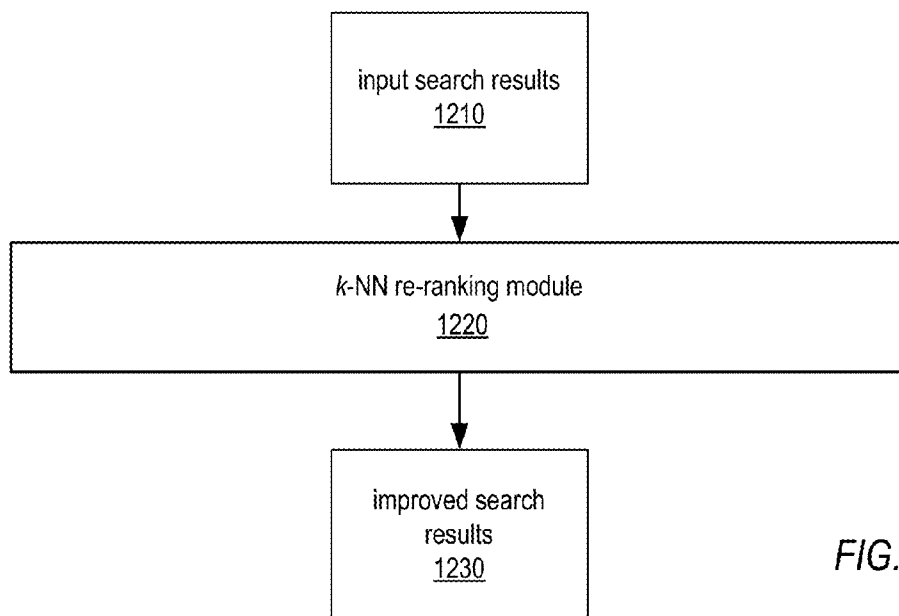 input search results
1210
k-NN re-ranking module
1220
improved search
results
1230
FIG.